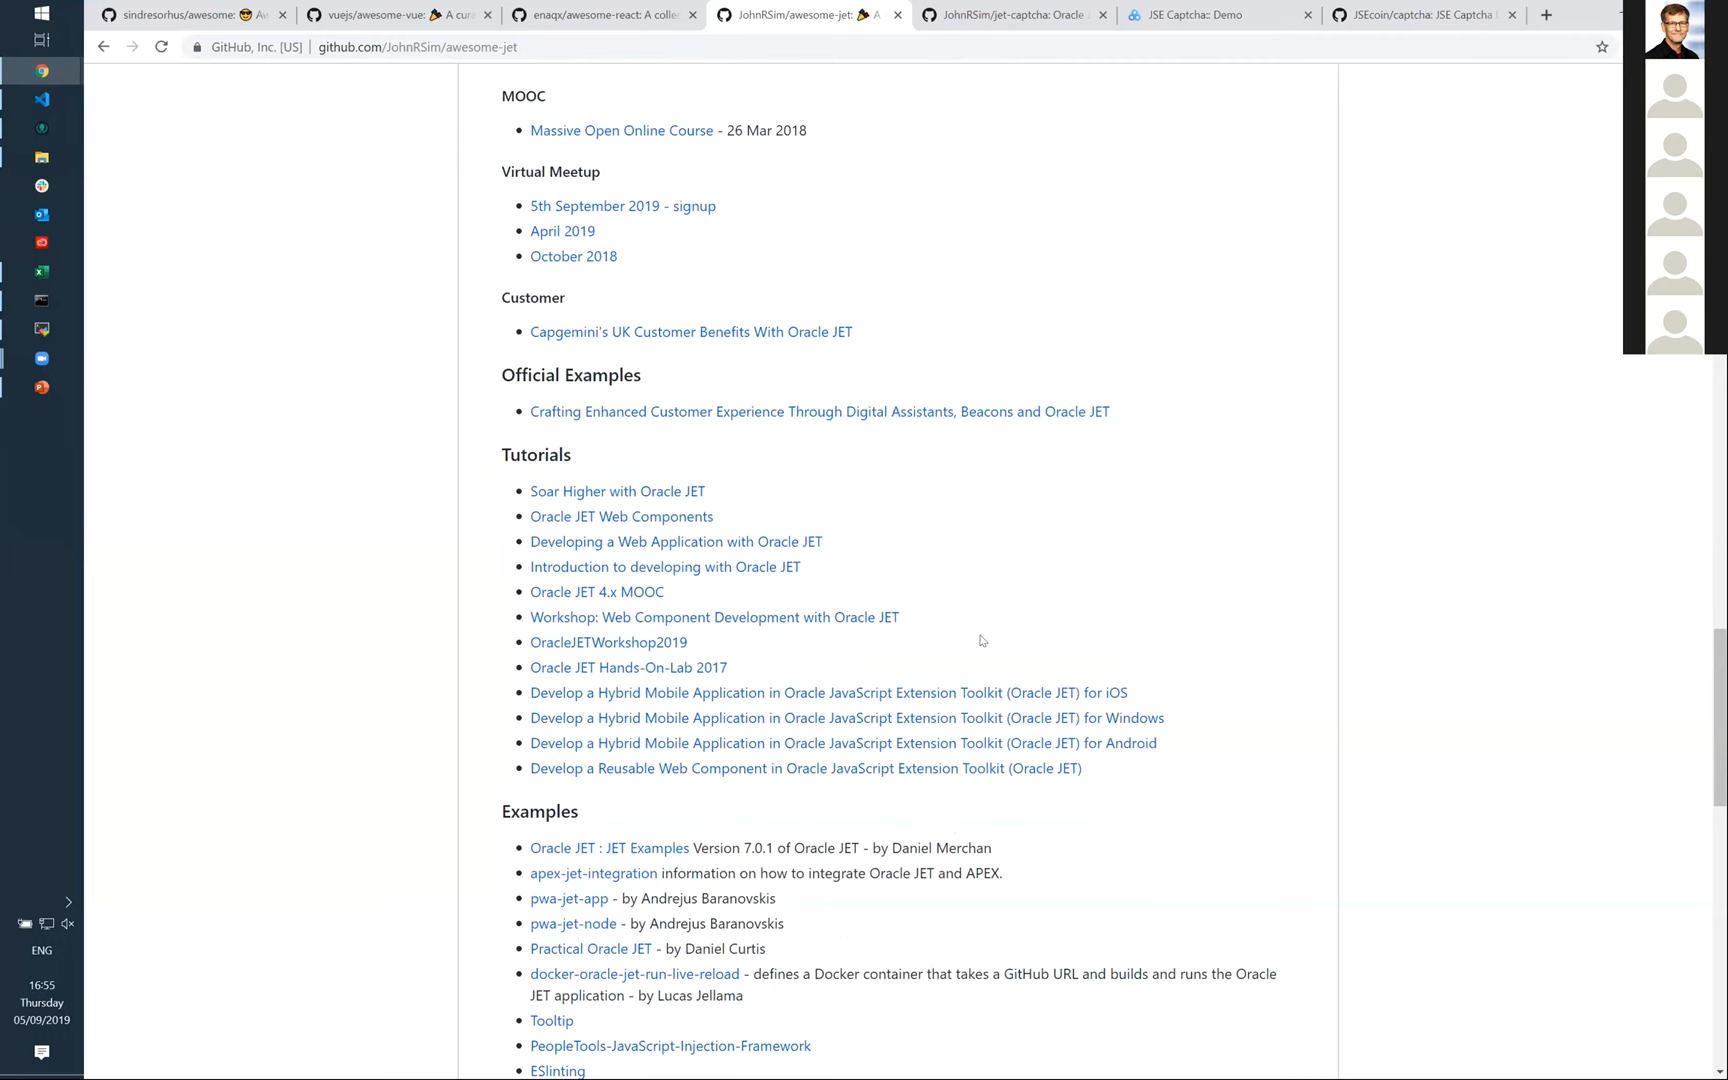 sindresorhus/awesome: 😎 Aw
vuejs/awesome-vue: 🎉 A cura
enaqx/awesome-react: A colle
JohnRSim/awesome-jet: 🎉 A
JohnRSim/jet-captcha: Oracle J
JSE Captcha:: Demo
JSEcoin/captcha: JSE Captcha
GitHub, Inc. [US] | github.com/JohnRSim/awesome-jet
MOOC
Massive Open Online Course - 26 Mar 2018
Virtual Meetup
5th September 2019 - signup
April 2019
October 2018
Customer
Capgemini's UK Customer Benefits With Oracle JET
Official Examples
Crafting Enhanced Customer Experience Through Digital Assistants, Beacons and Oracle JET
Tutorials
Soar Higher with Oracle JET
Oracle JET Web Components
Developing a Web Application with Oracle JET
Introduction to developing with Oracle JET
Oracle JET 4.x MOOC
Workshop: Web Component Development with Oracle JET
OracleJETWorkshop2019
Oracle JET Hands-On-Lab 2017
Develop a Hybrid Mobile Application in Oracle JavaScript Extension Toolkit (Oracle JET) for iOS
Develop a Hybrid Mobile Application in Oracle JavaScript Extension Toolkit (Oracle JET) for Windows
Develop a Hybrid Mobile Application in Oracle JavaScript Extension Toolkit (Oracle JET) for Android
Develop a Reusable Web Component in Oracle JavaScript Extension Toolkit (Oracle JET)
Examples
Oracle JET : JET Examples Version 7.0.1 of Oracle JET - by Daniel Merchan
apex-jet-integration information on how to integrate Oracle JET and APEX.
pwa-jet-app - by Andrejus Baranovskis
pwa-jet-node - by Andrejus Baranovskis
Practical Oracle JET - by Daniel Curtis
docker-oracle-jet-run-live-reload - defines a Docker container that takes a GitHub URL and builds and runs the Oracle
JET application - by Lucas Jellama
Tooltip
PeopleTools-JavaScript-Injection-Framework
ESlinting
ENG
16:55
Thursday
05/09/2019